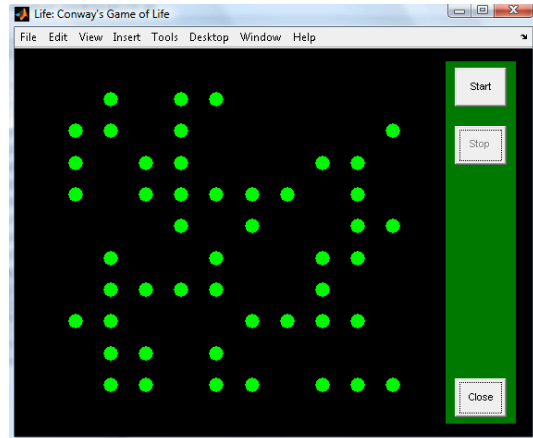 Life: Conway's Game of Life
File Edit View Insert Tools Desktop Window Help
Start
Stop
Close